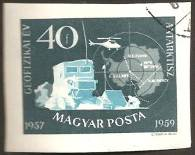 GEOFIZIKAI ÉV
40 f
ANTARKTISZ
1957
MAGYAR POSTA
1959